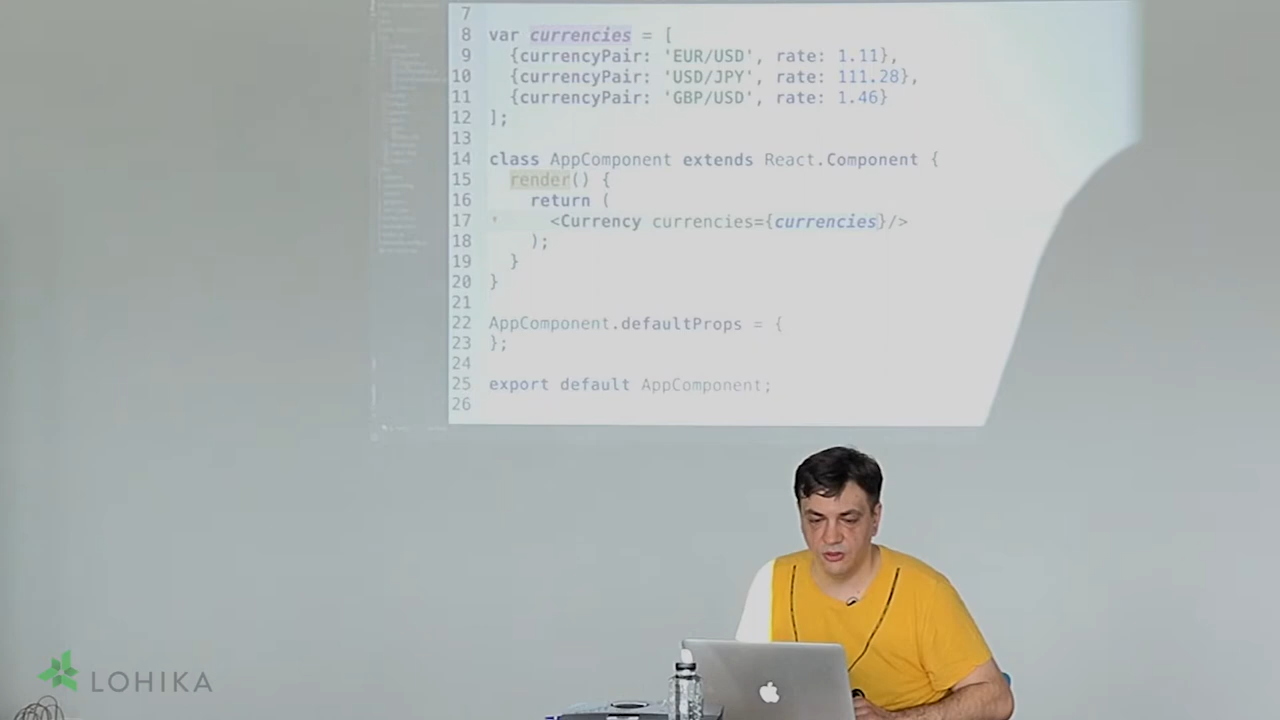 7
8 var currencies = [
9 {currencyPair: 'EUR/USD', rate: 1.11},
10 {currencyPair: 'USD/JPY', rate: 111.28},
11 {currencyPair: 'GBP/USD', rate: 1.46}
12 ];
13
14 class AppComponent extends React.Component {
15 render() {
16 return (
17 <Currency currencies={currencies}/>
18 );
19 }
20 }
21
22 AppComponent.defaultProps = {
23 };
24
25 export default AppComponent;
26
LOHIKA